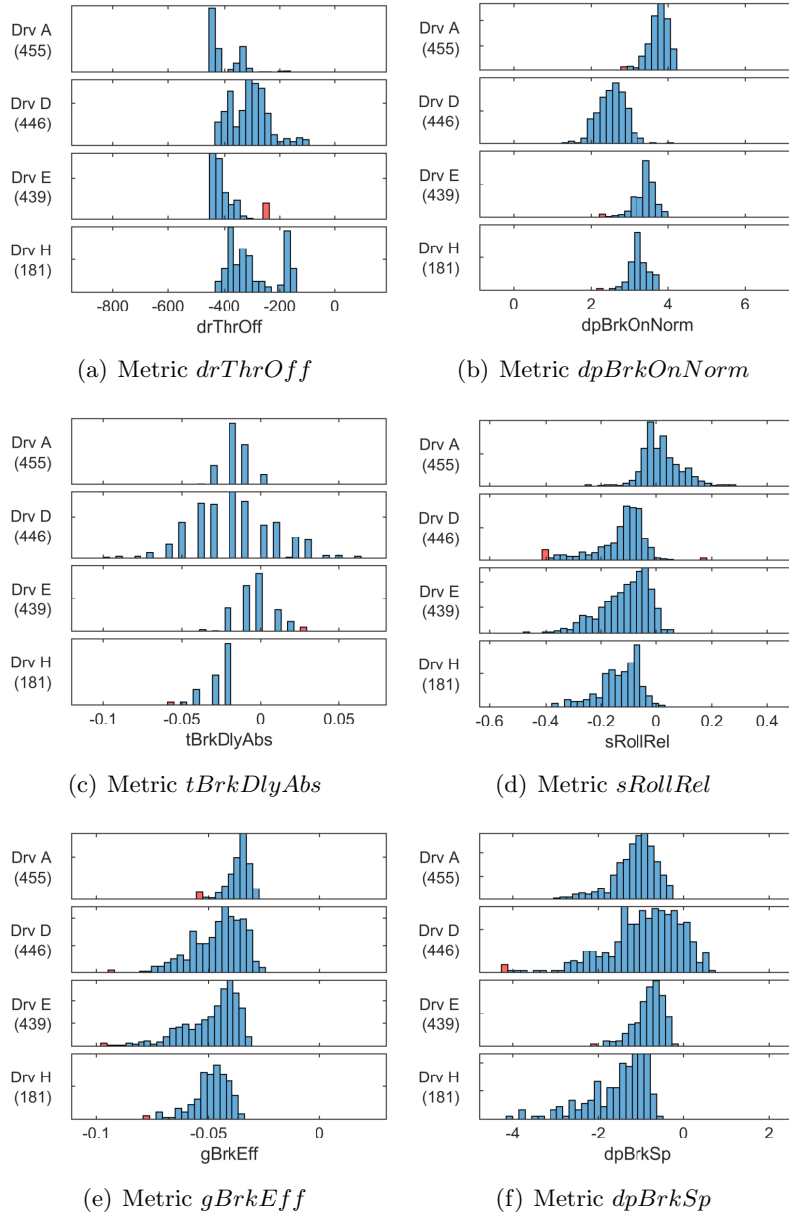 Drv A
(455)
Drv D
(446)
Drv E
(439)
Drv H
(181)
-800 -600 -400 -200 0
drThrOff
(a) Metric drThrOff
Drv A
(455)
Drv D
(446)
Drv E
(439)
Drv H
(181)
0 2 4 6
dpBrkOnNorm
(b) Metric dpBrkOnNorm
Drv A
(455)
Drv D
(446)
Drv E
(439)
Drv H
(181)
-0.1 -0.05 0 0.05
tBrkDlyAbs
(c) Metric tBrkDlyAbs
Drv A
(455)
Drv D
(446)
Drv E
(439)
Drv H
(181)
-0.6 -0.4 -0.2 0 0.2 0.4
sRollRel
(d) Metric sRollRel
Drv A
(455)
Drv D
(446)
Drv E
(439)
Drv H
(181)
-0.1 -0.05 0
gBrkEff
(e) Metric gBrkEff
Drv A
(455)
Drv D
(446)
Drv E
(439)
Drv H
(181)
-4 -2 0 2
dpBrkSp
(f) Metric dpBrkSp